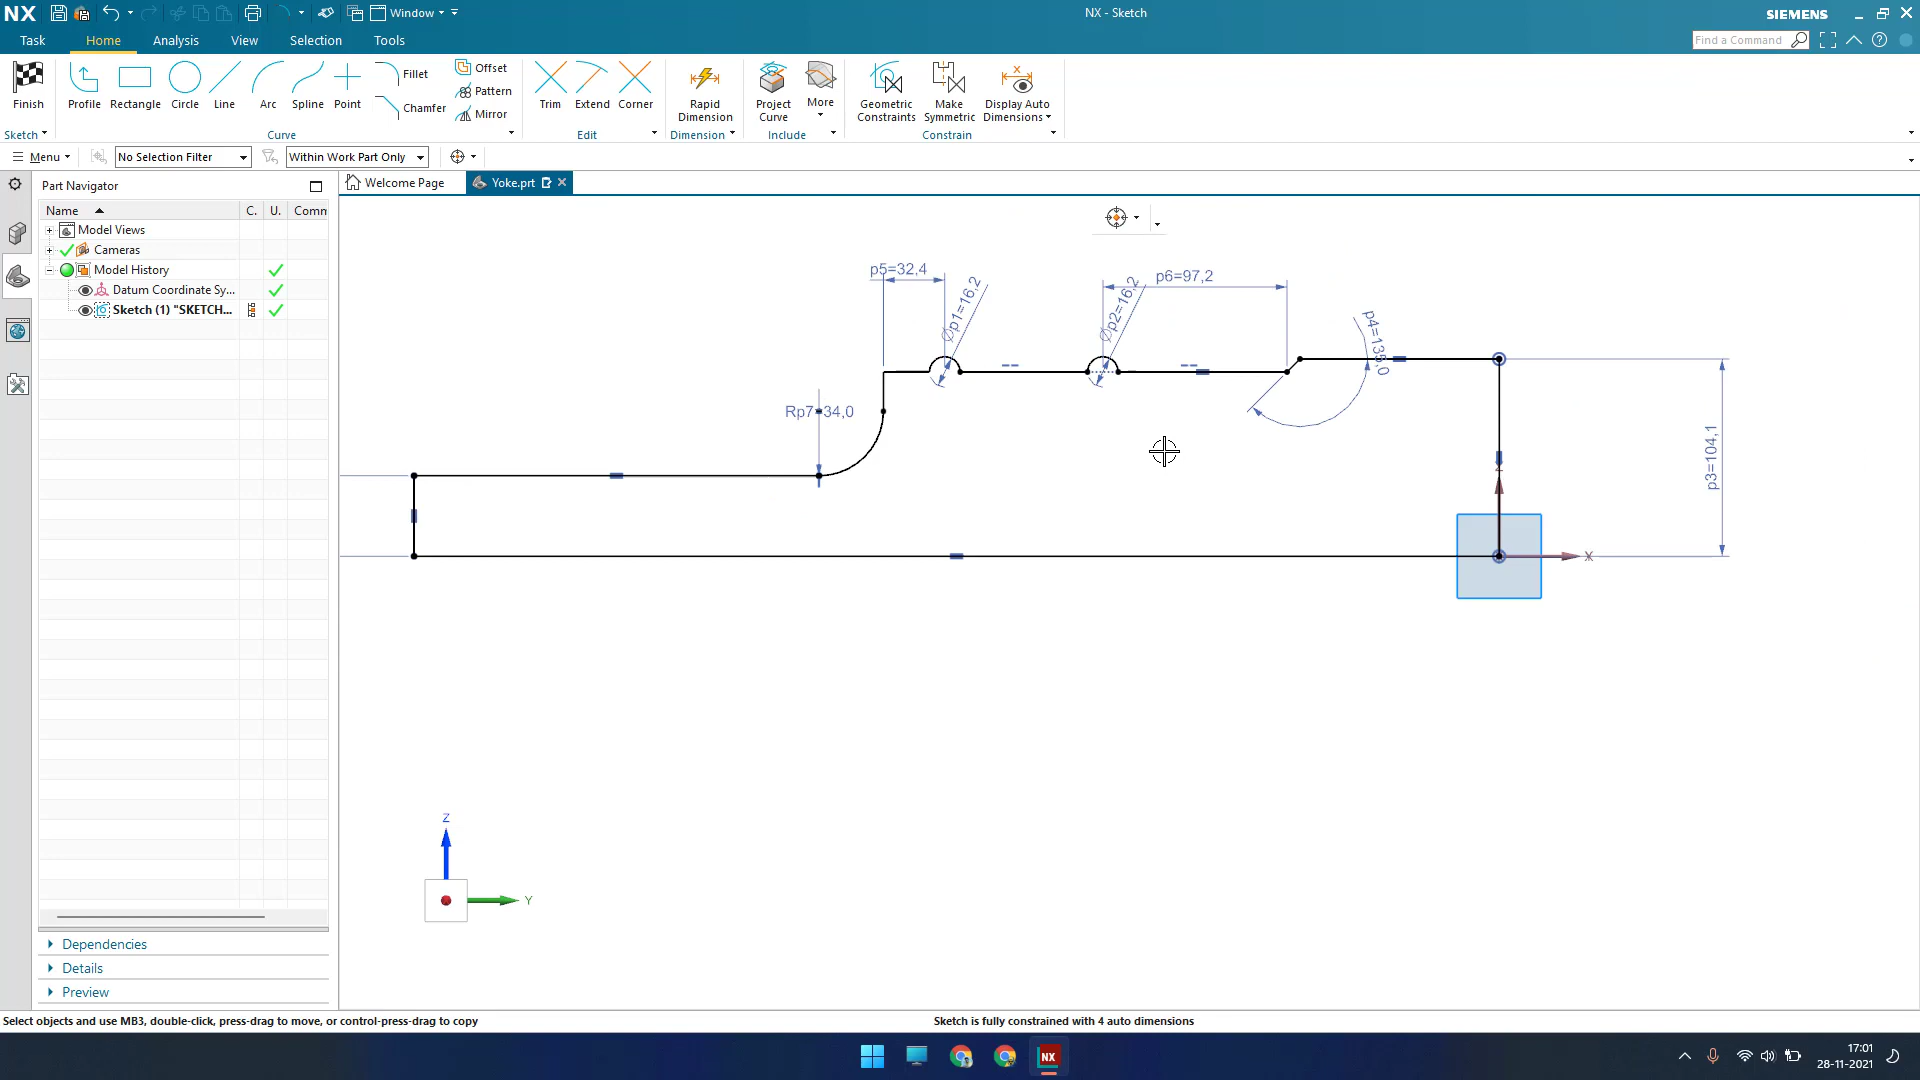 NX
Window
NX - Sketch
SIEMENS
Task
Home
Analysis
View
Selection
Tools
Find a Command
Finish
Profile
Rectangle
Circle
Line
Arc
Spline
Point
Fillet
Chamfer
Offset
Pattern
Mirror
Trim
Extend
Corner
Rapid Dimension
Project Curve
More
Geometric Constraints
Make Symmetric
Display Auto Dimensions
Sketch
Curve
Edit
Dimension
Include
Constrain
Menu
No Selection Filter
Within Work Part Only
Part Navigator
Welcome Page
Yoke.prt
Name
C.
U.
Comm
Model Views
Cameras
Model History
Datum Coordinate Sy...
Sketch (1) "SKETCH...
p5=32,4
Øp1=16,2
Øp2=16,2
p6=97,2
p4=135,0
Rp7=34,0
p3=104,1
Z
X
Z
Y
Dependencies
Details
Preview
Select objects and use MB3, double-click, press-drag to move, or control-press-drag to copy
Sketch is fully constrained with 4 auto dimensions
NX
17:01
28-11-2021